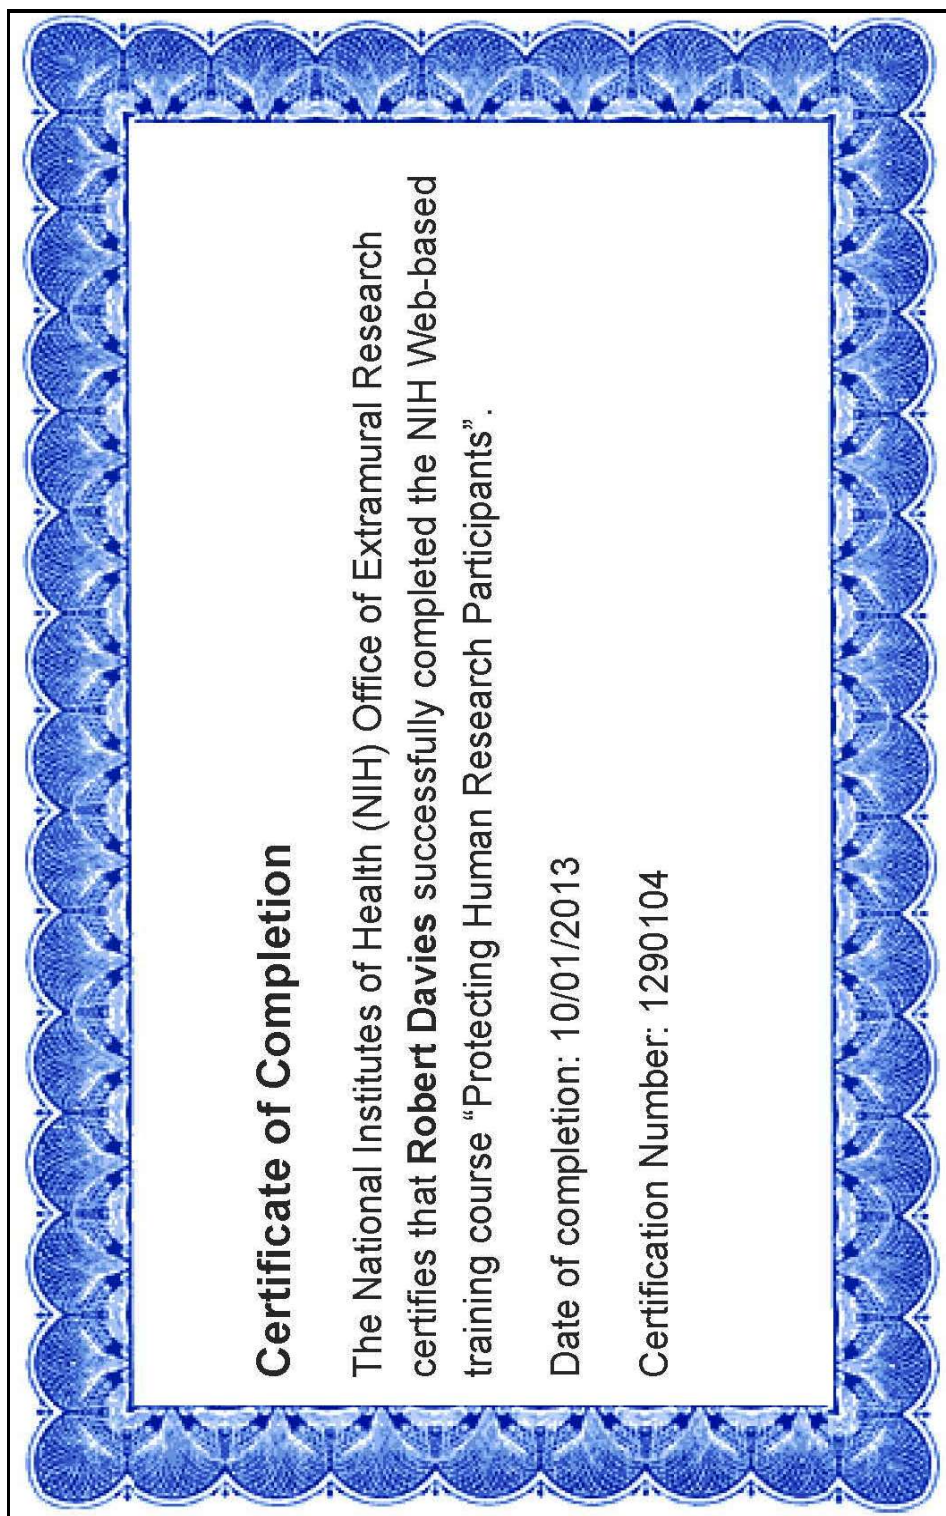 Certificate of Completion
The National Institutes of Health (NIH) Office of Extramural Research
certifies that Robert Davies successfully completed the NIH Web-based
training course “Protecting Human Research Participants”.
Date of completion: 10/01/2013
Certification Number: 1290104